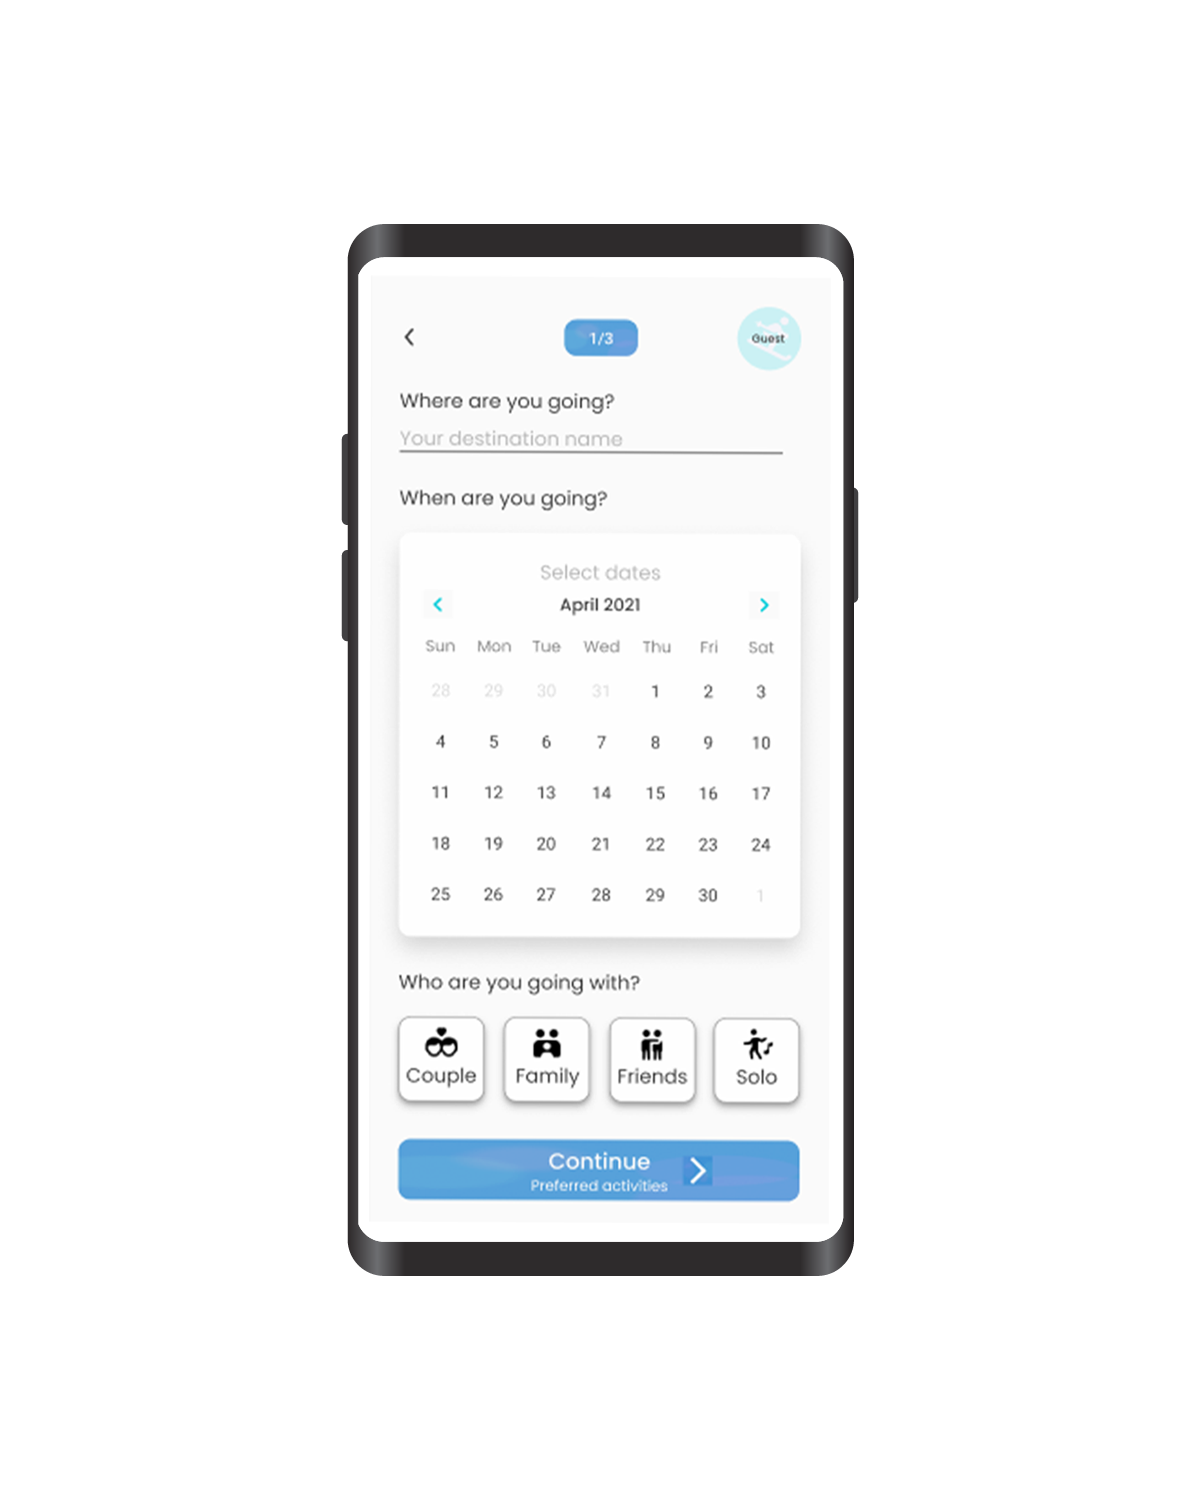 1/3
Guest
Where are you going?
Your destination name
When are you going?
Select dates
April 2021
Sun Mon Tue Wed Thu Fri Sat
28 29 30 31 1 2 3
4 5 6 7 8 9 10
11 12 13 14 15 16 17
18 19 20 21 22 23 24
25 26 27 28 29 30 1
Who are you going with?
Couple Family Friends Solo
Continue
Preferred activities